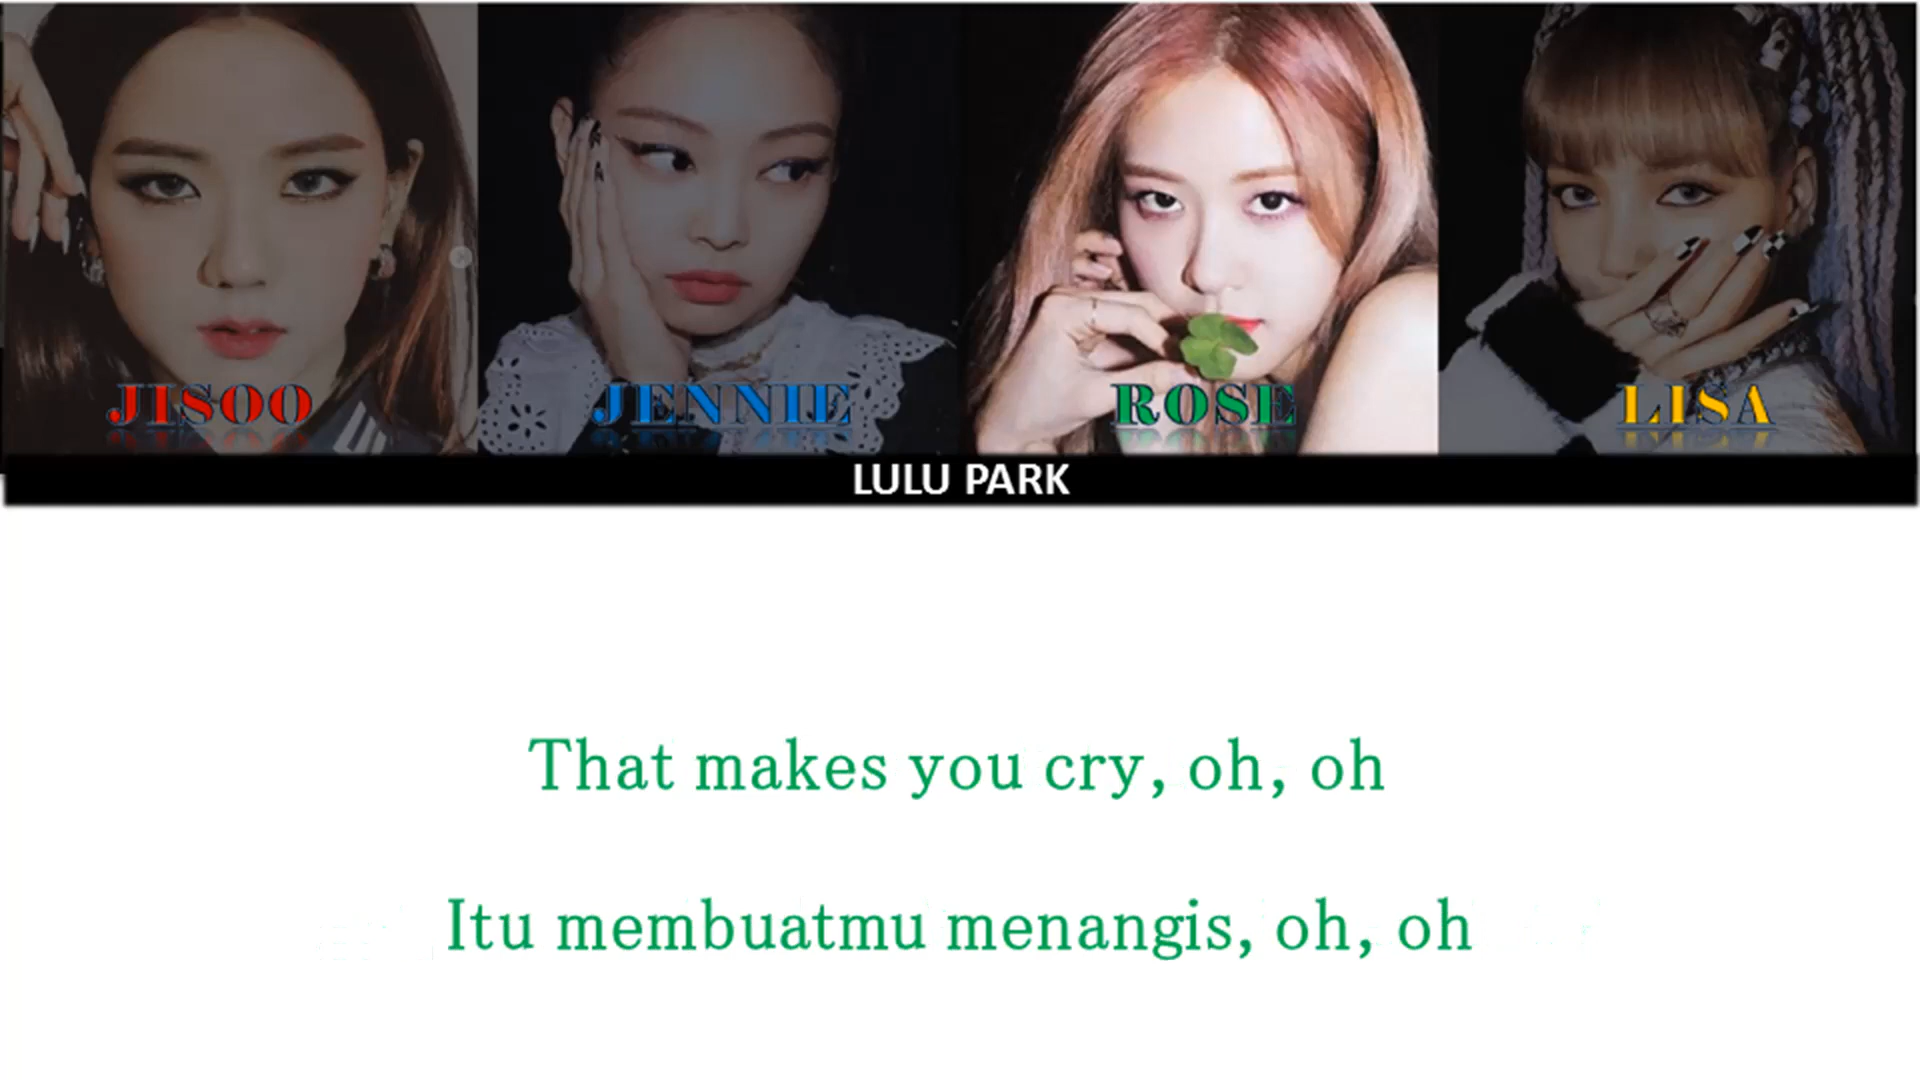 JISOO JENNIE ROSE LISA
LULU PARK
That makes you cry, oh, oh
Itu membuatmu menangis, oh, oh